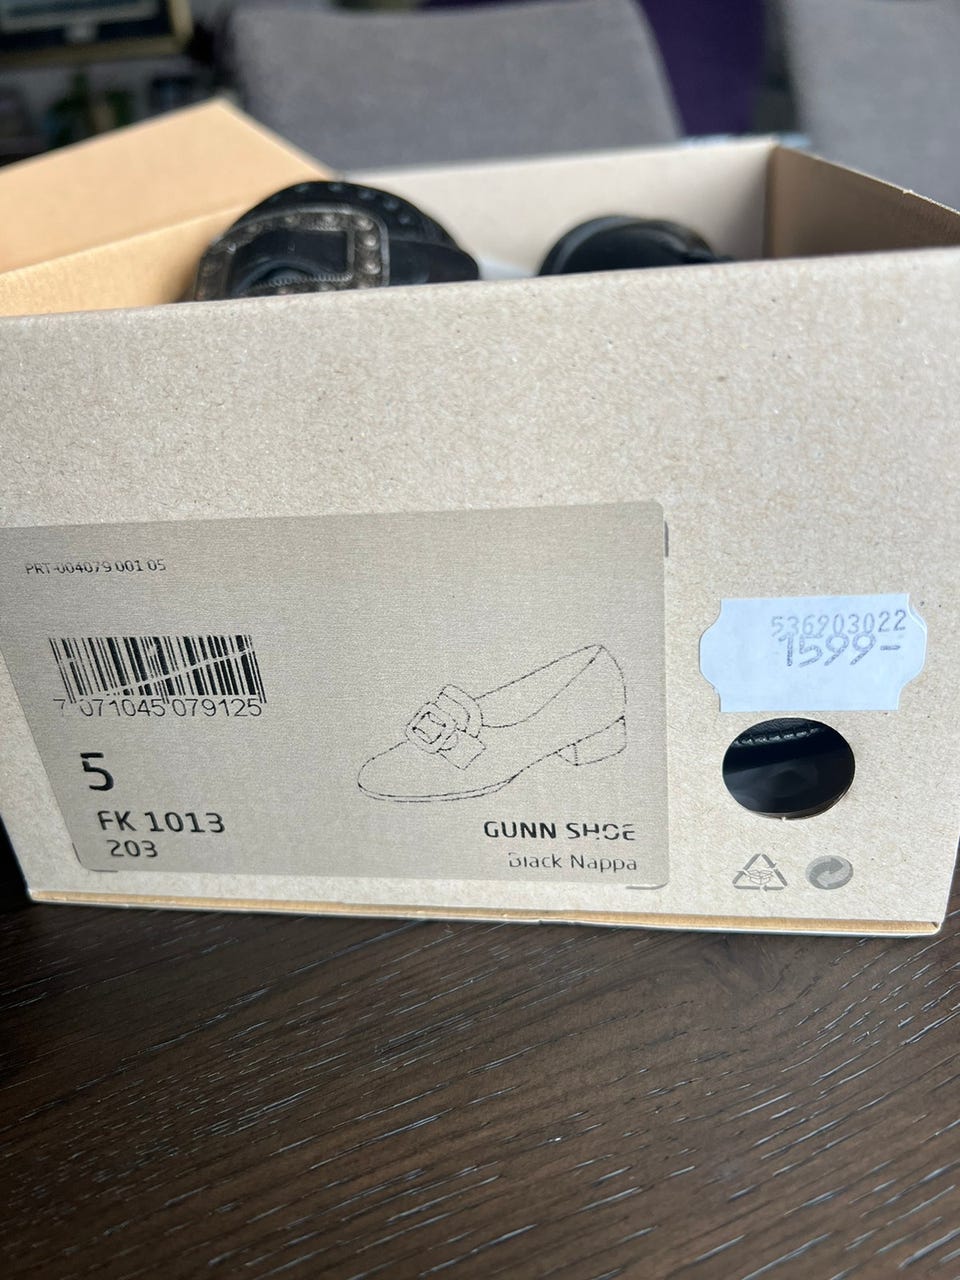 PRT-004079 001 05
7 071045 079125
5
FK 1013
203
GUNN SHOE
Black Nappa
536903022
1599-